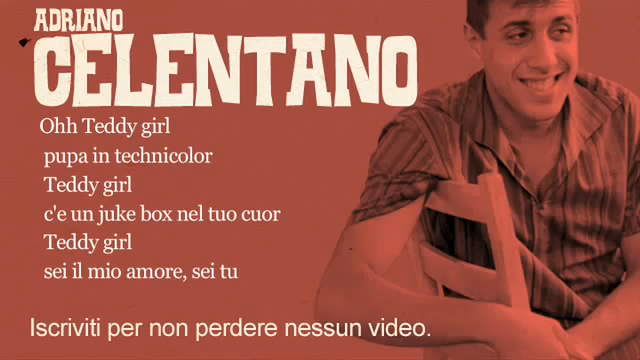 ADRIANO
CELENTANO
Ohh Teddy girl
pupa in technicolor
Teddy girl
c'e un juke box nel tuo cuor
Teddy girl
sei il mio amore, sei tu
Iscriviti per non perdere nessun video.